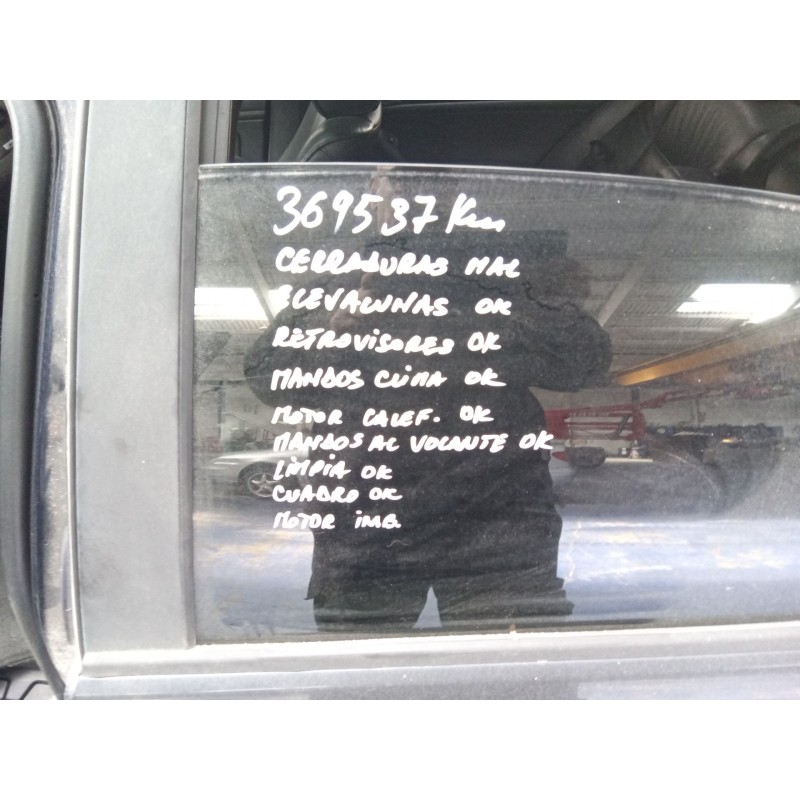 369537 Km
CERRADURAS MAL
ELEVALUNAS OK
RETROVISORES OK
MANDOS CLIMA OK
MOTOR CALEF. OK
MANDOS AL VOLANTE OK
LIMPIA OK
CUADRO OK
MOTOR